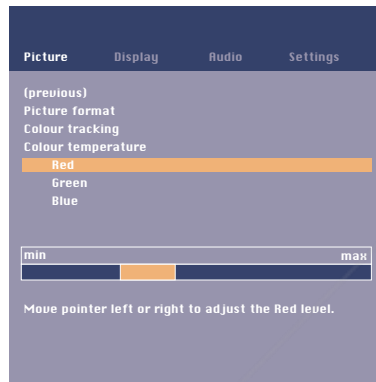 Picture Display Audio Settings
(previous)
Picture format
Colour tracking
Colour temperature
Red
Green
Blue
min max
Move pointer left or right to adjust the Red level.